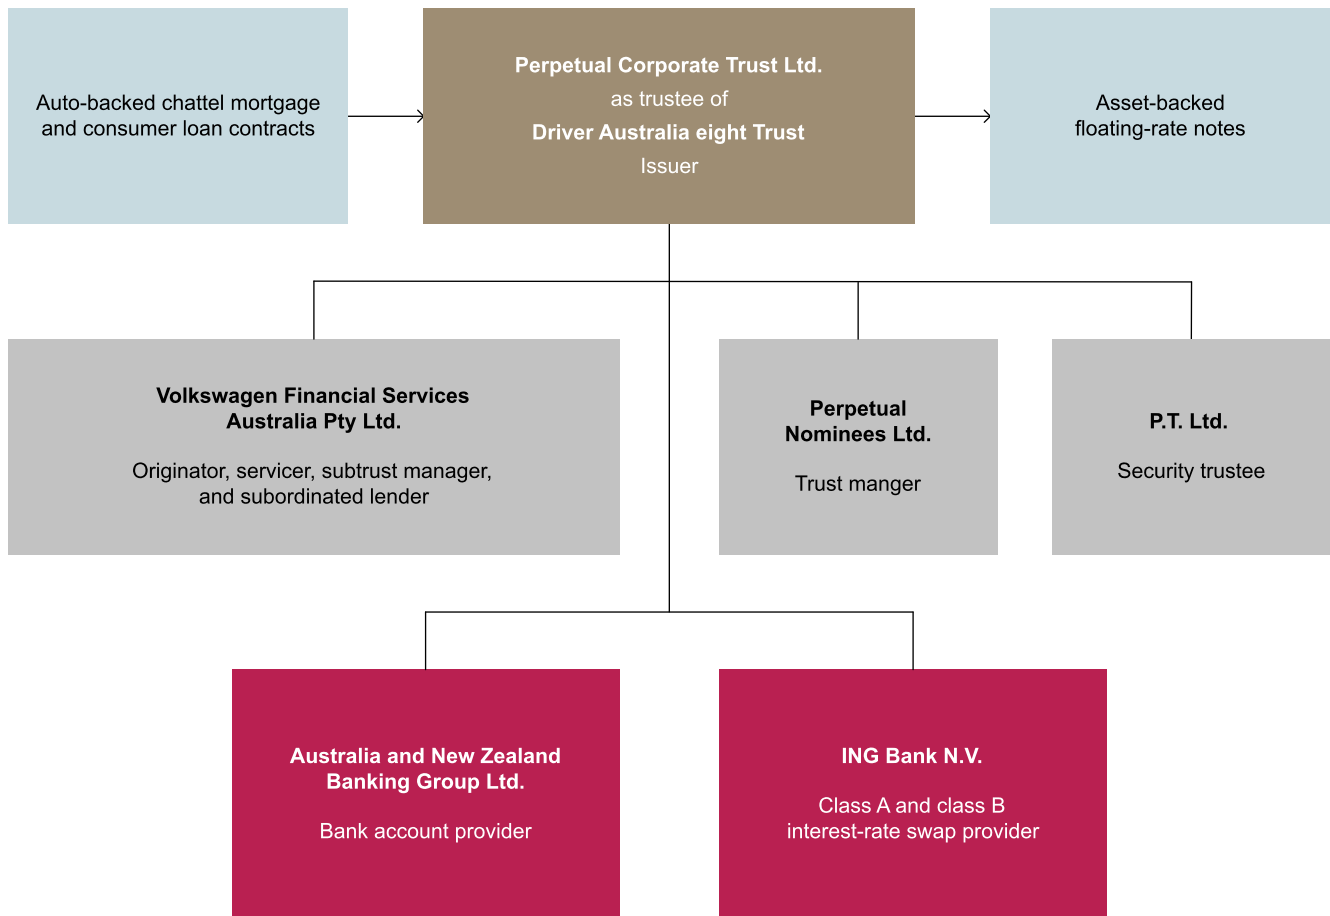 Auto-backed chattel mortgage
and consumer loan contracts
Perpetual Corporate Trust Ltd.
as trustee of
Driver Australia eight Trust
Issuer
Asset-backed
floating-rate notes
Volkswagen Financial Services
Australia Pty Ltd.
Originator, servicer, subtrust manager,
and subordinated lender
Perpetual
Nominees Ltd.
Trust manger
P.T. Ltd.
Security trustee
Australia and New Zealand
Banking Group Ltd.
Bank account provider
ING Bank N.V.
Class A and class B
interest-rate swap provider